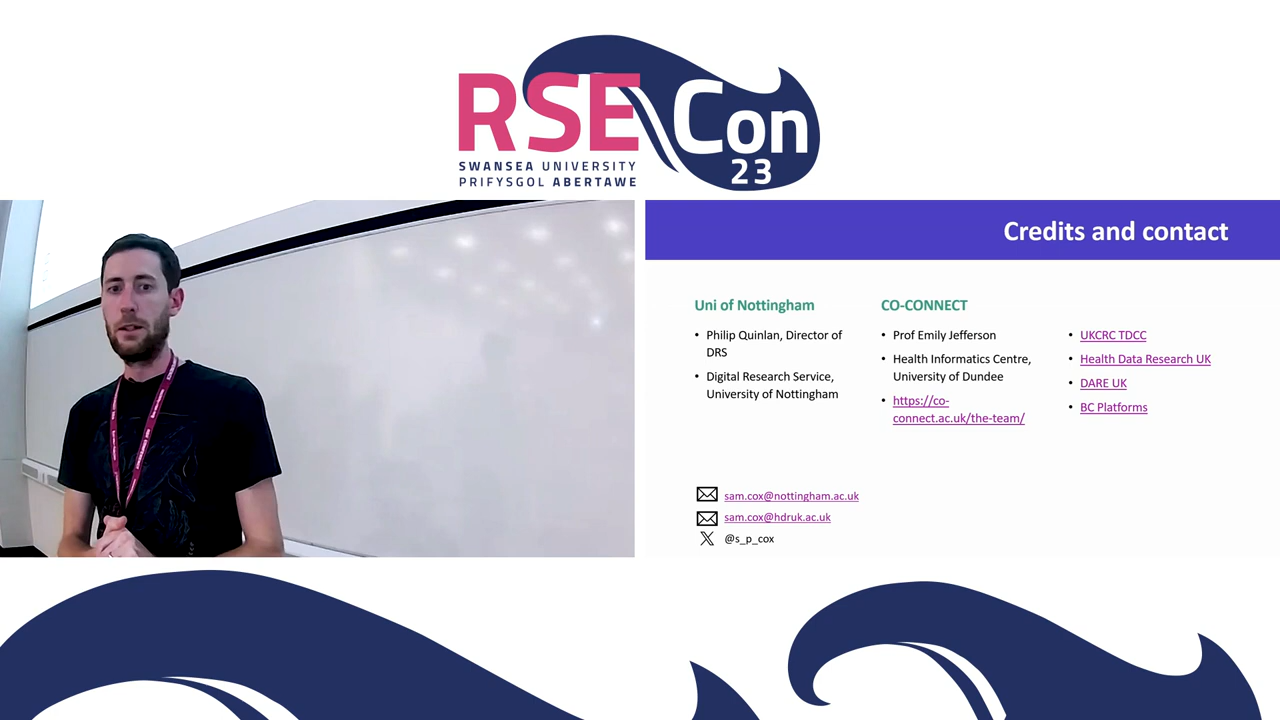 RSE Con
23
SWANSEA UNIVERSITY
PRIFYSGOL ABERTAWE
Credits and contact
Uni of Nottingham
• Philip Quinlan, Director of
DRS
• Digital Research Service,
University of Nottingham
CO-CONNECT
• Prof Emily Jefferson
• Health Informatics Centre,
University of Dundee
• https://co-
connect.ac.uk/the-team/
• UKCRC TDCC
• Health Data Research UK
• DARE UK
• BC Platforms
sam.cox@nottingham.ac.uk
sam.cox@hdruk.ac.uk
@s_p_cox